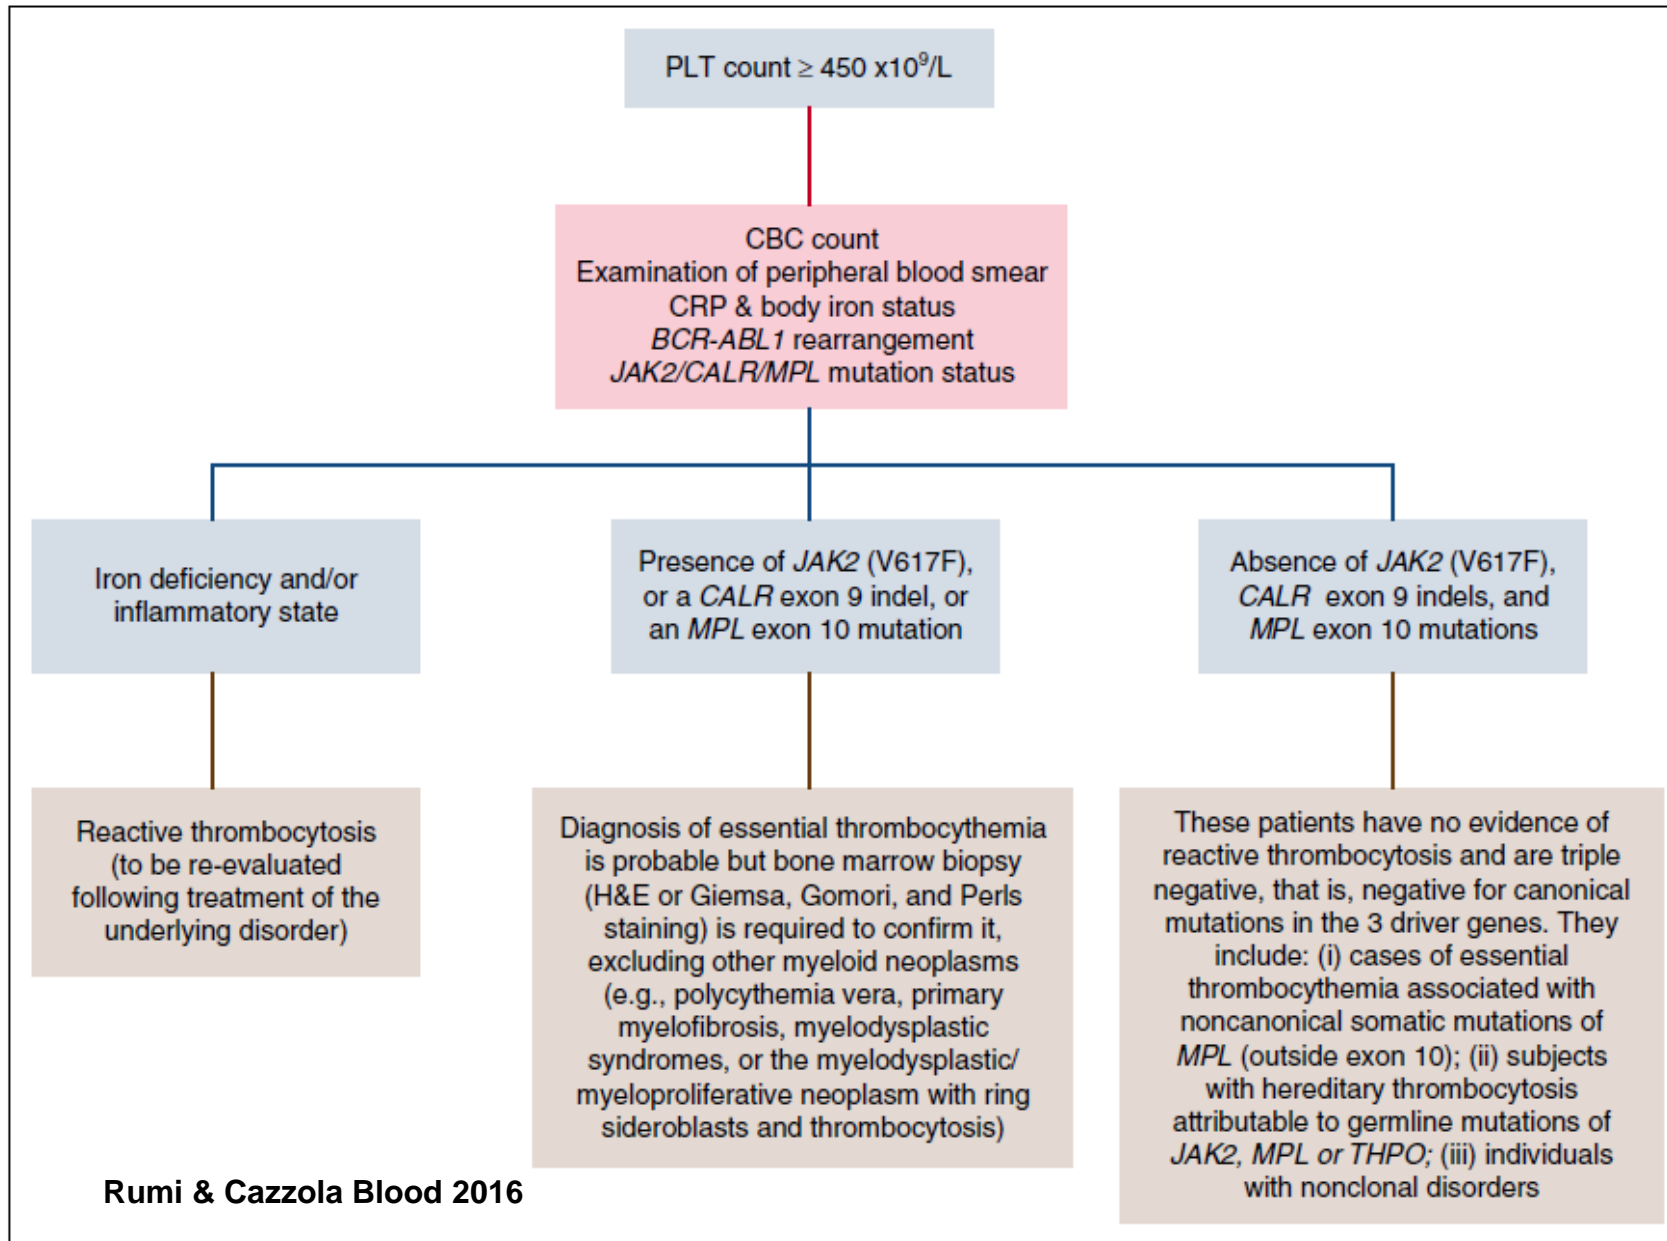 PLT count ≥ 450 x10⁹/L
CBC count
Examination of peripheral blood smear
CRP & body iron status
BCR-ABL1 rearrangement
JAK2/CALR/MPL mutation status
Iron deficiency and/or
inflammatory state
Presence of JAK2 (V617F),
or a CALR exon 9 indel, or
an MPL exon 10 mutation
Absence of JAK2 (V617F),
CALR exon 9 indels, and
MPL exon 10 mutations
Reactive thrombocytosis
(to be re-evaluated
following treatment of the
underlying disorder)
Diagnosis of essential thrombocythemia
is probable but bone marrow biopsy
(H&E or Giemsa, Gomori, and Perls
staining) is required to confirm it,
excluding other myeloid neoplasms
(e.g., polycythemia vera, primary
myelofibrosis, myelodysplastic
syndromes, or the myelodysplastic/
myeloproliferative neoplasm with ring
sideroblasts and thrombocytosis)
These patients have no evidence of
reactive thrombocytosis and are triple
negative, that is, negative for canonical
mutations in the 3 driver genes. They
include: (i) cases of essential
thrombocythemia associated with
noncanonical somatic mutations of
MPL (outside exon 10); (ii) subjects
with hereditary thrombocytosis
attributable to germline mutations of
JAK2, MPL or THPO; (iii) individuals
with nonclonal disorders
Rumi & Cazzola Blood 2016